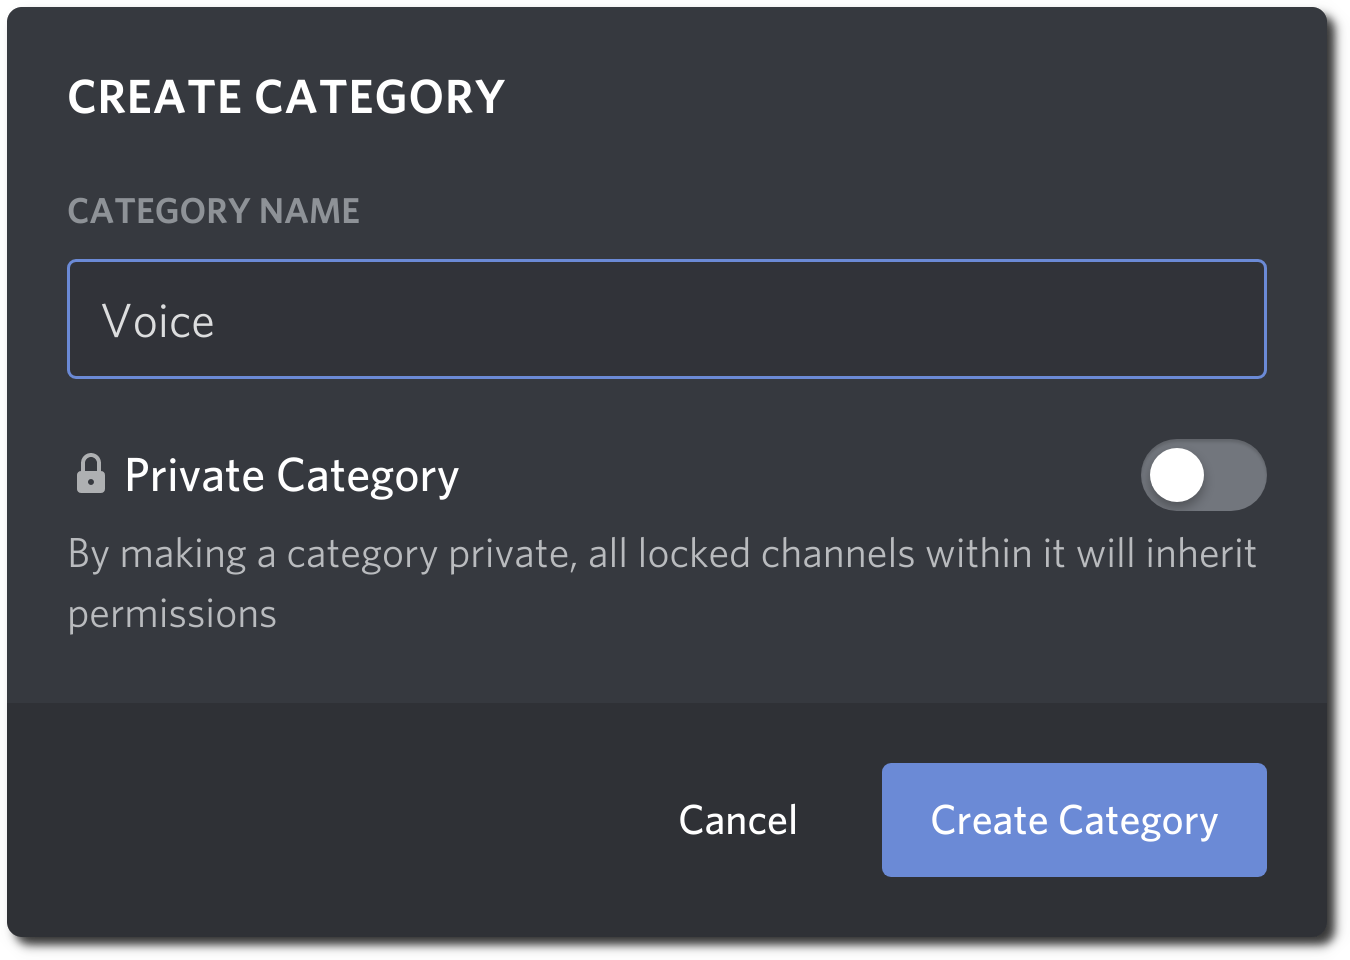 CREATE CATEGORY
CATEGORY NAME
Voice
Private Category
By making a category private, all locked channels within it will inherit
permissions
Cancel
Create Category